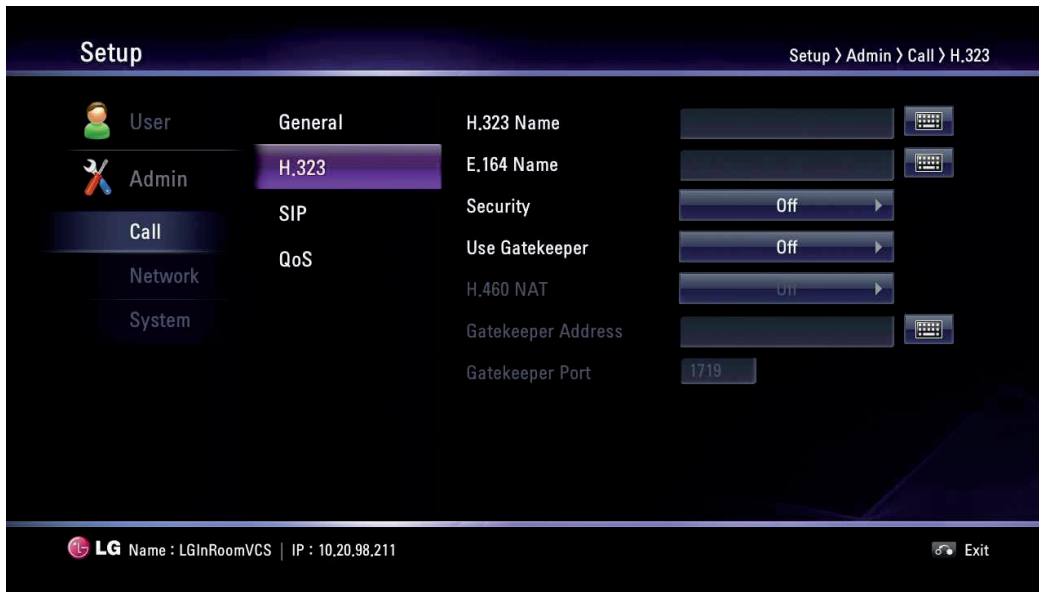 Setup
Setup > Admin > Call > H.323
User
Admin
Call
Network
System
General
H.323
SIP
QoS
H.323 Name
E.164 Name
Security Off
Use Gatekeeper Off
H.460 NAT Off
Gatekeeper Address
Gatekeeper Port 1719
LG Name : LGInRoomVCS | IP : 10.20.98.211
Exit